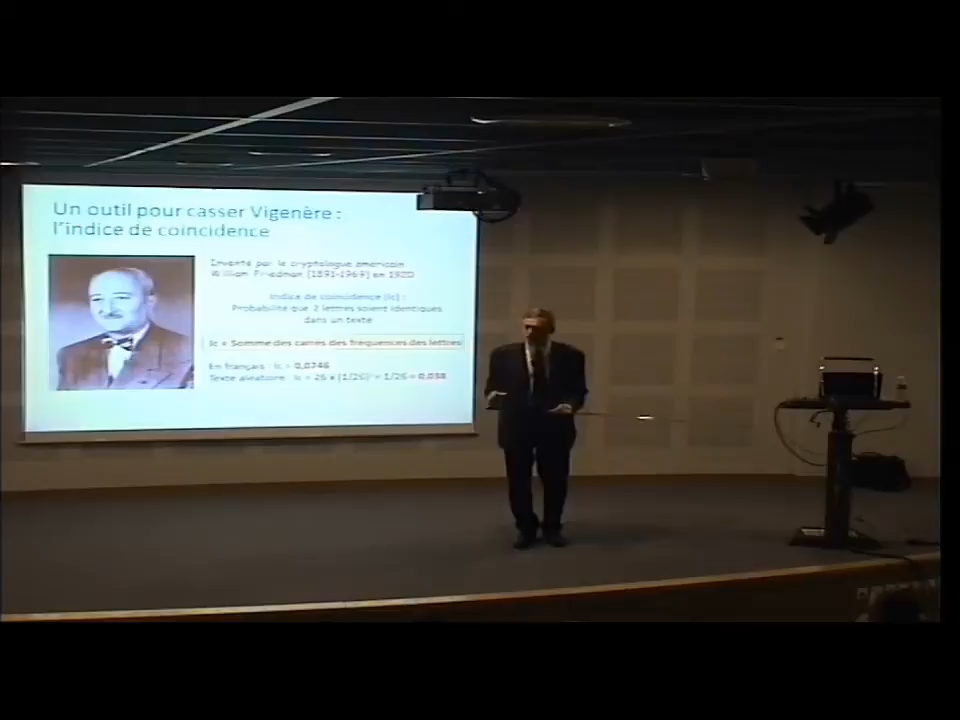 Un outil pour casser Vigenère :
l'indice de coïncidence
Inventé par le cryptologue américain
William Friedman (1891-1969) en 1920
Indice de coïncidence (Ic) :
Probabilité que 2 lettres soient identiques
dans un texte
Ic = Somme des carrés des fréquences des lettres
En français : Ic = 0,0746
Texte aléatoire : Ic = 26 x (1/26)² = 1/26 = 0,038